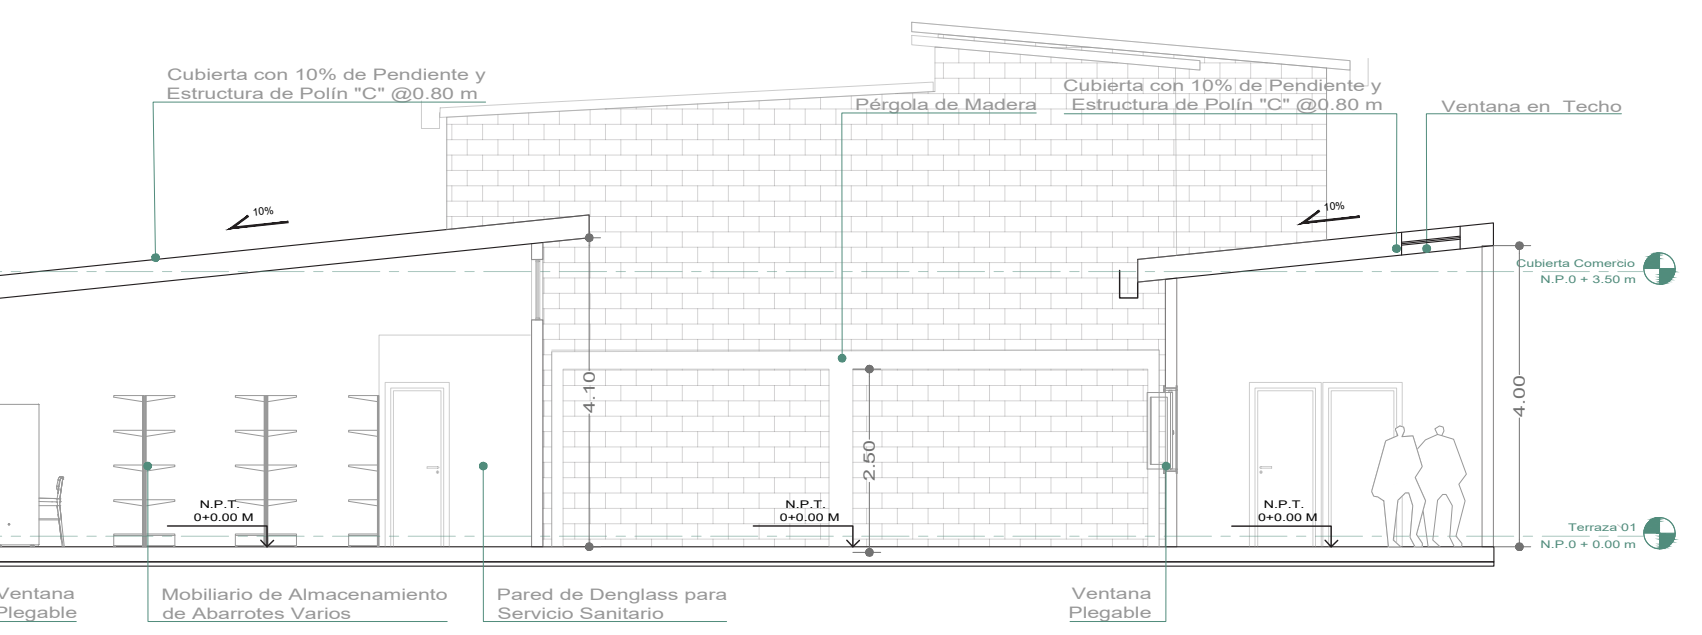 Cubierta con 10% de Pendiente y
Estructura de Polín "C" @0.80 m
Pérgola de Madera
Cubierta con 10% de Pendiente y
Estructura de Polín "C" @0.80 m
Ventana en Techo
10%
10%
Cubierta Comercio
N.P.0 + 3.50 m
4.10
2.50
4.00
N.P.T.
0+0.00 M
N.P.T.
0+0.00 M
N.P.T.
0+0.00 M
Terraza 01
N.P.0 + 0.00 m
Ventana
Plegable
Mobiliario de Almacenamiento
de Abarrotes Varios
Pared de Denglass para
Servicio Sanitario
Ventana
Plegable